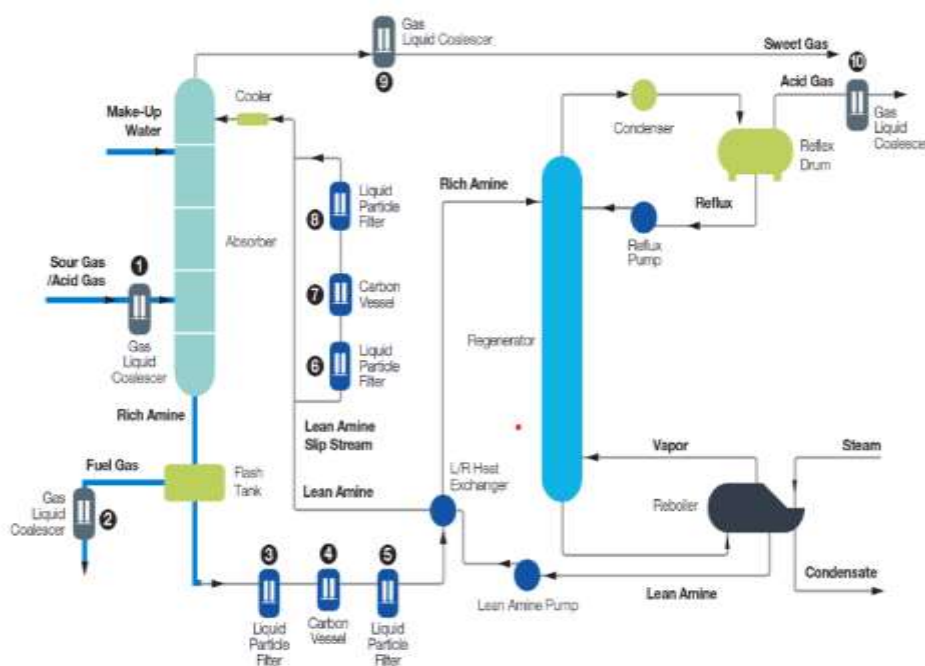 Gas
Liquid Coalescer
9
Sweet Gas
10
Acid Gas
Gas
Liquid
Coalesce
Make-Up
Water
Cooler
Condenser
Reflex
Drum
Rich Amine
Reflux
Reflux
Pump
8
Liquid
Particle
Filter
Absorber
Sour Gas
/Acid Gas
1
Gas
Liquid
Coalescer
7
Carbon
Vessel
6
Liquid
Particle
Filter
Regenerator
Rich Amine
Lean Amine
Slip Stream
Fuel Gas
Flash
Tank
Gas
Liquid
Coalescer
2
Lean Amine
L/R Heat
Exchanger
Vapor
Steam
Reboiler
3
Liquid
Particle
Filter
4
Carbon
Vessel
5
Liquid
Particle
Filter
Lean Amine Pump
Lean Amine
Condensate